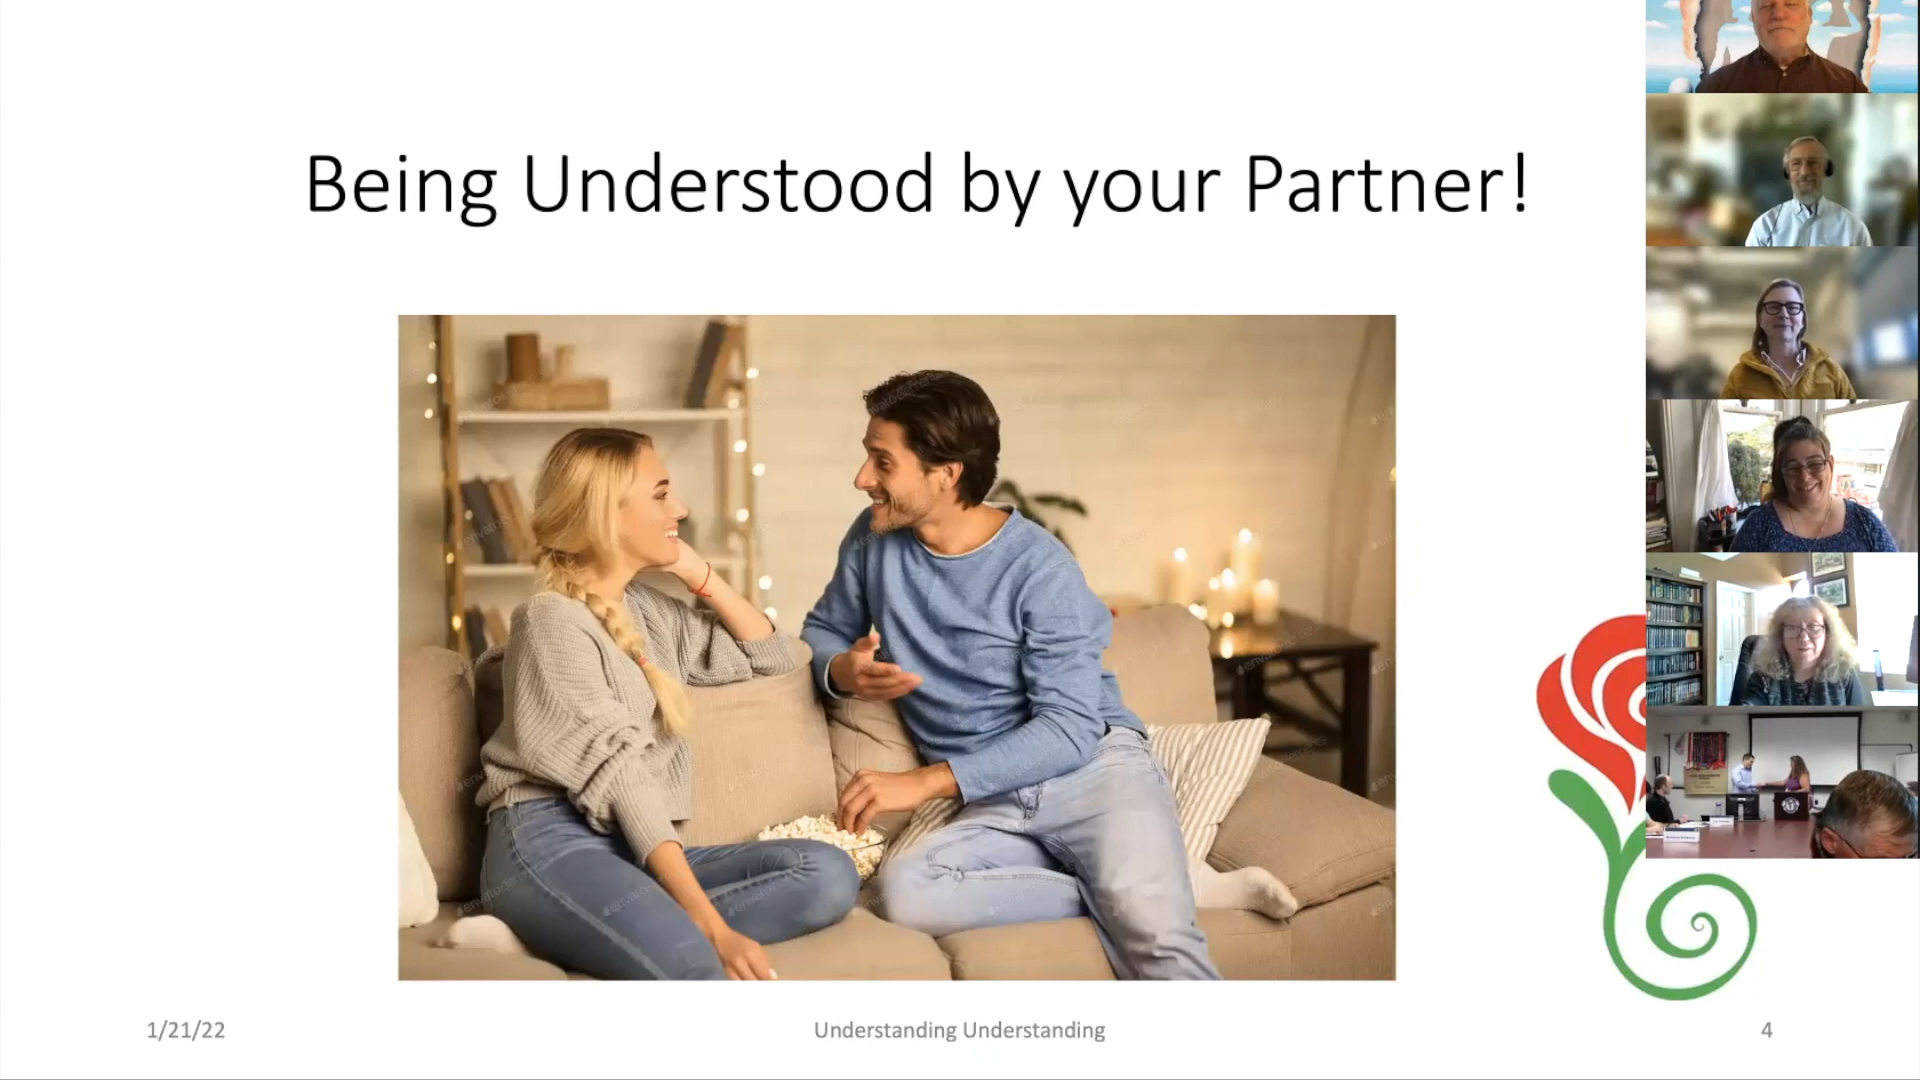 Being Understood by your Partner!
1/21/22
Understanding Understanding
4